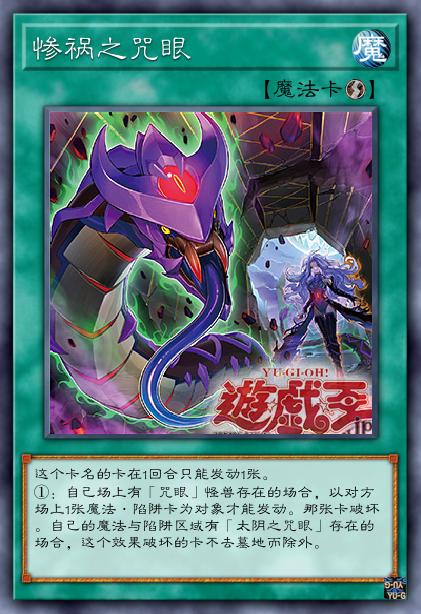 惨祸之咒眼
魔
【魔法卡】
YU-GI-OH!
遊戯王
.jp
这个卡名的卡在1回合只能发动1张。
①：自己场上有「咒眼」怪兽存在的场合，以对方
场上1张魔法·陷阱卡为对象才能发动。那张卡破坏
。自己的魔法与陷阱区域有「太阴之咒眼」存在的
场合，这个效果破坏的卡不去墓地而除外。